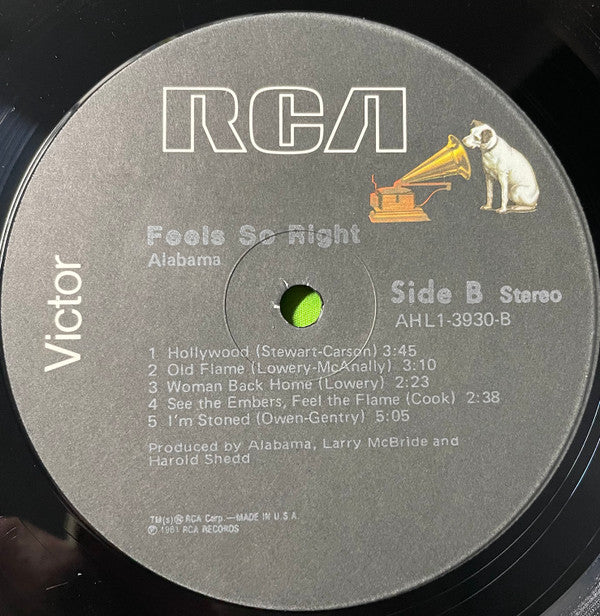 RCA
Feels So Right
Alabama
Side B Stereo
AHL1-3930-B
Victor
1 Hollywood (Stewart-Carson) 3:45
2 Old Flame (Lowery-McAnally) 3:10
3 Woman Back Home (Lowery) 2:23
4 See the Embers, Feel the Flame (Cook) 2:38
5 I'm Stoned (Owen-Gentry) 5:05
Produced by Alabama, Larry McBride and
Harold Shedd
TM(s)® RCA Corp.—MADE IN U.S.A.
℗ 1981 RCA RECORDS